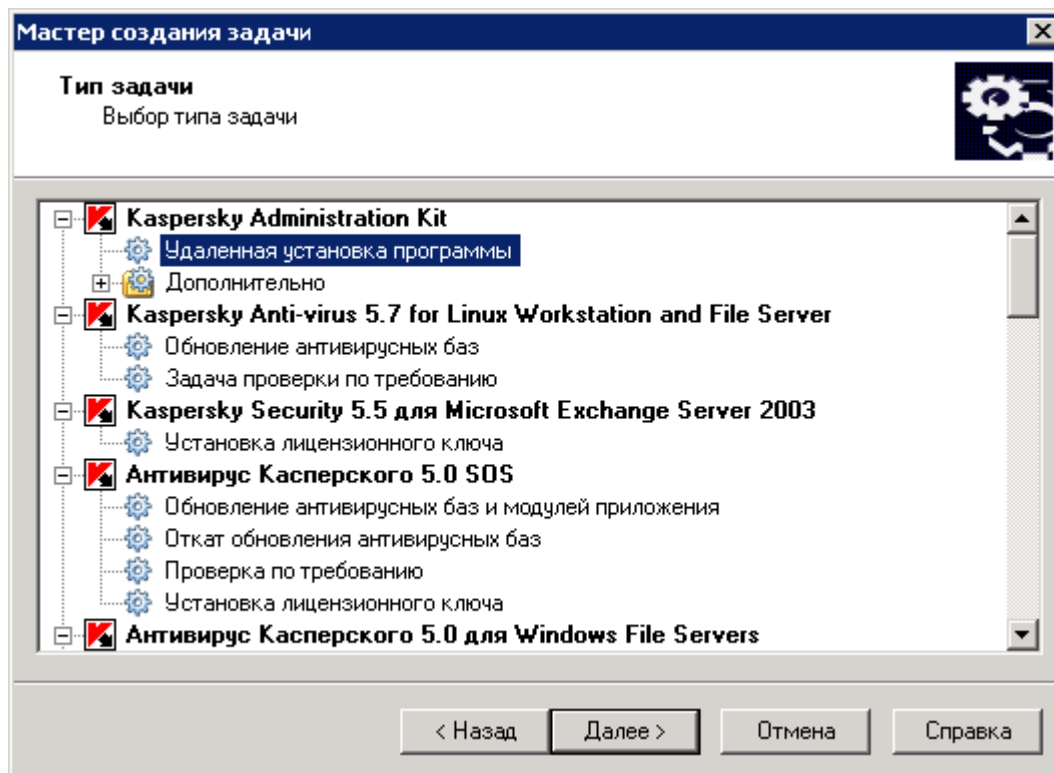 Мастер создания задачи
Тип задачи
Выбор типа задачи
Kaspersky Administration Kit
Удаленная установка программы
Дополнительно
Kaspersky Anti-virus 5.7 for Linux Workstation and File Server
Обновление антивирусных баз
Задача проверки по требованию
Kaspersky Security 5.5 для Microsoft Exchange Server 2003
Установка лицензионного ключа
Антивирус Касперского 5.0 SOS
Обновление антивирусных баз и модулей приложения
Откат обновления антивирусных баз
Проверка по требованию
Установка лицензионного ключа
Антивирус Касперского 5.0 для Windows File Servers
< Назад Далее > Отмена Справка